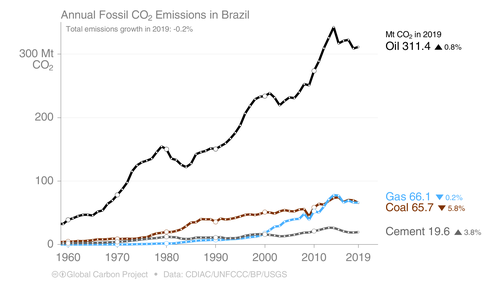 Annual Fossil CO₂ Emissions in Brazil
Total emissions growth in 2019: -0.2%
Mt CO₂ in 2019
Oil 311.4 ▲ 0.8%
300 Mt
CO₂
200
100
0
Gas 66.1 ▼ 0.2%
Coal 65.7 ▼ 5.8%
Cement 19.6 ▲ 3.8%
1960 1970 1980 1990 2000 2010 2019
Global Carbon Project • Data: CDIAC/UNFCCC/BP/USGS